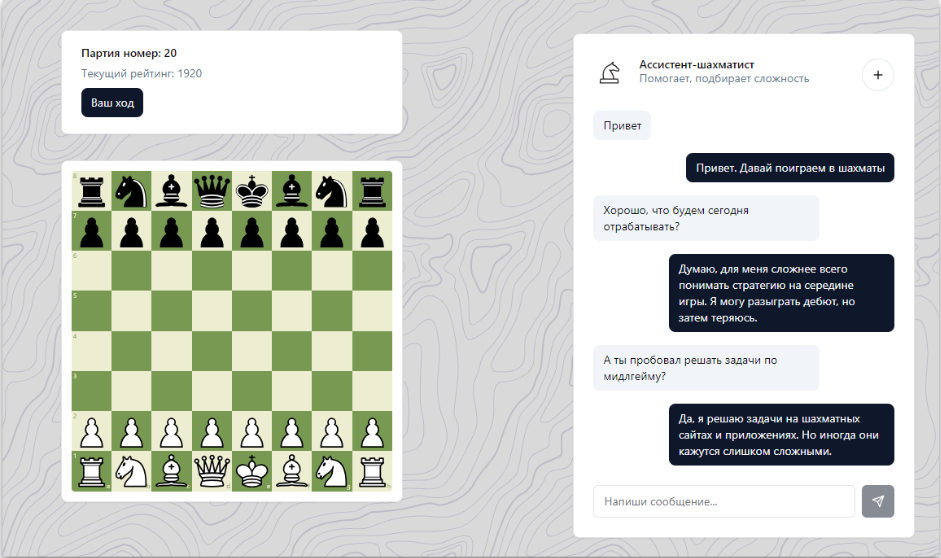 Партия номер: 20
Текущий рейтинг: 1920
Ваш ход
8
7
6
5
4
3
2
1
Ассистент-шахматист
Помогает, подбирает сложность
+
Привет
Привет. Давай поиграем в шахматы
Хорошо, что будем сегодня
отрабатывать?
Думаю, для меня сложнее всего
понимать стратегию на середине
игры. Я могу разыграть дебют, но
затем теряюсь.
А ты пробовал решать задачи по
мидлгейму?
Да, я решаю задачи на шахматных
сайтах и приложениях. Но иногда они
кажутся слишком сложными.
Напиши сообщение...